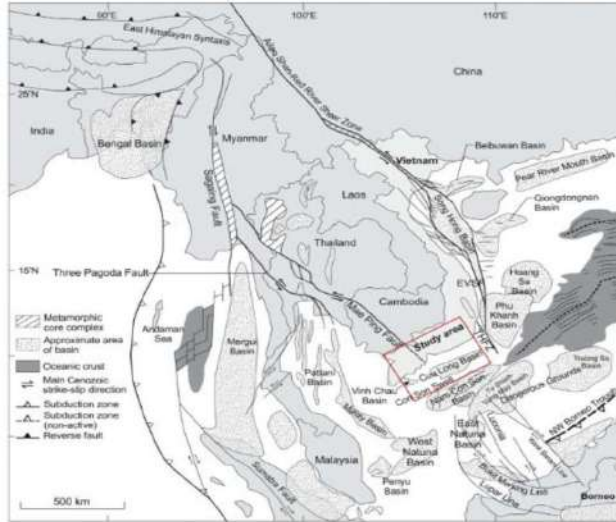 90°E
100°E
110°E
East Himalayan Syntaxis
Ailao Shan-Red River Shear Zone
China
25°N
India
Bengal Basin
Myanmar
Vietnam
Beibuwan Basin
Pearl River Mouth Basin
Sagaing Fault
Laos
Song Hong Basin
Qiongdongnan
Basin
Thailand
15°N
Three Pagoda Fault
Hoang
Sa
Basin
Cambodia
Phu
Khanh
Basin
Metamorphic
core complex
Approximate area
of basin
Oceanic crust
Main Cenozoic
strike-slip direction
Subduction zone
Subduction zone
(non-active)
Reverse fault
500 km
Andaman
Sea
Mergui
Basin
Mae Ping Fault
Study area
Cuu Long Basin
Con Son Swell
Nam Con Son
Basin
Pattani
Basin
Vinh Chau
Basin
Dangerous Grounds
NW Borneo Trough
Malay Basin
West
Natuna
Basin
East
Natuna
Basin
Luconia
Malaysia
Penyu
Basin
Sumatra Fault
Lupar Line
Borneo